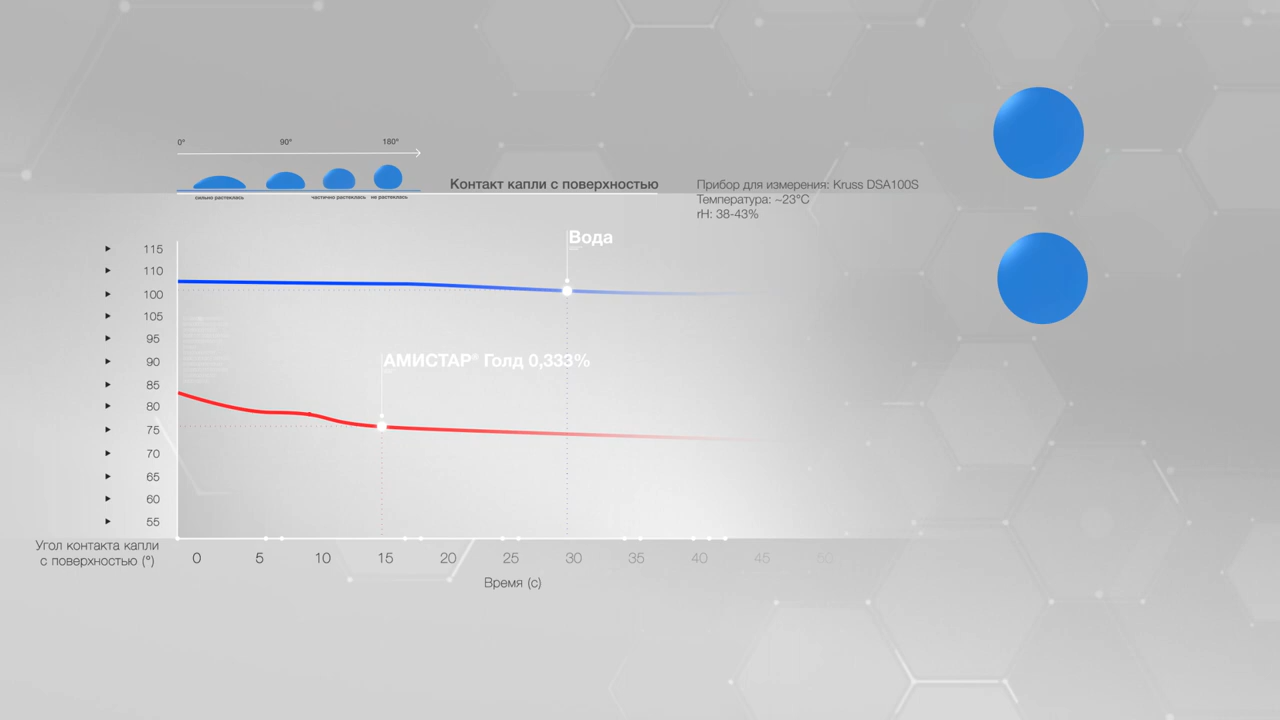 0° 90° 180°
сильно растеклась частично растеклась не растеклась
Контакт капли с поверхностью
Прибор для измерения: Kruss DSA100S
Температура: ~23°C
rH: 38-43%
Вода
АМИСТАР® Голд 0,333%
115
110
100
105
95
90
85
80
75
70
65
60
55
Угол контакта капли
с поверхностью (°)
0 5 10 15 20 25 30 35 40 45 50
Время (с)